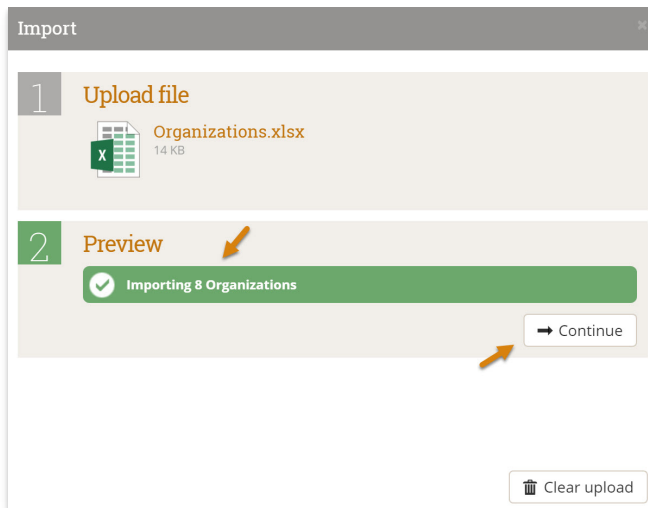 Import
×
1
Upload file
X
Organizations.xlsx
14 KB
2
Preview
Importing 8 Organizations
Continue
Clear upload